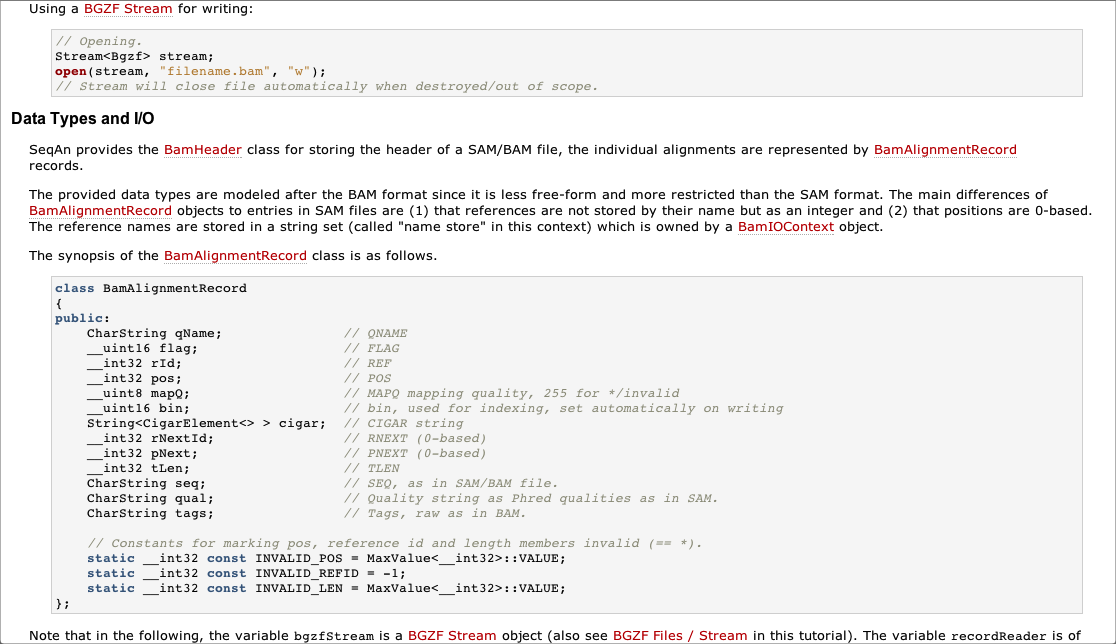 Using a BGZF Stream for writing:
// Opening.
Stream<Bgzf> stream;
open(stream, "filename.bam", "w");
// Stream will close file automatically when destroyed/out of scope.
Data Types and I/O
SeqAn provides the BamHeader class for storing the header of a SAM/BAM file, the individual alignments are represented by BamAlignmentRecord
records.
The provided data types are modeled after the BAM format since it is less free-form and more restricted than the SAM format. The main differences of
BamAlignmentRecord objects to entries in SAM files are (1) that references are not stored by their name but as an integer and (2) that positions are 0-based.
The reference names are stored in a string set (called "name store" in this context) which is owned by a BamIOContext object.
The synopsis of the BamAlignmentRecord class is as follows.
class BamAlignmentRecord
{
public:
    CharString qName;               // QNAME
    __uint16 flag;                  // FLAG
    __int32 rId;                    // REF
    __int32 pos;                    // POS
    __uint8 mapQ;                   // MAPQ mapping quality, 255 for */invalid
    __uint16 bin;                   // bin, used for indexing, set automatically on writing
    String<CigarElement<> > cigar;  // CIGAR string
    __int32 rNextId;                // RNEXT (0-based)
    __int32 pNext;                  // PNEXT (0-based)
    __int32 tLen;                   // TLEN
    CharString seq;                 // SEQ, as in SAM/BAM file.
    CharString qual;                // Quality string as Phred qualities as in SAM.
    CharString tags;                // Tags, raw as in BAM.
    // Constants for marking pos, reference id and length members invalid (== *).
    static __int32 const INVALID_POS = MaxValue<__int32>::VALUE;
    static __int32 const INVALID_REFID = -1;
    static __int32 const INVALID_LEN = MaxValue<__int32>::VALUE;
};
Note that in the following, the variable bgzfStream is a BGZF Stream object (also see BGZF Files / Stream in this tutorial). The variable recordReader is of